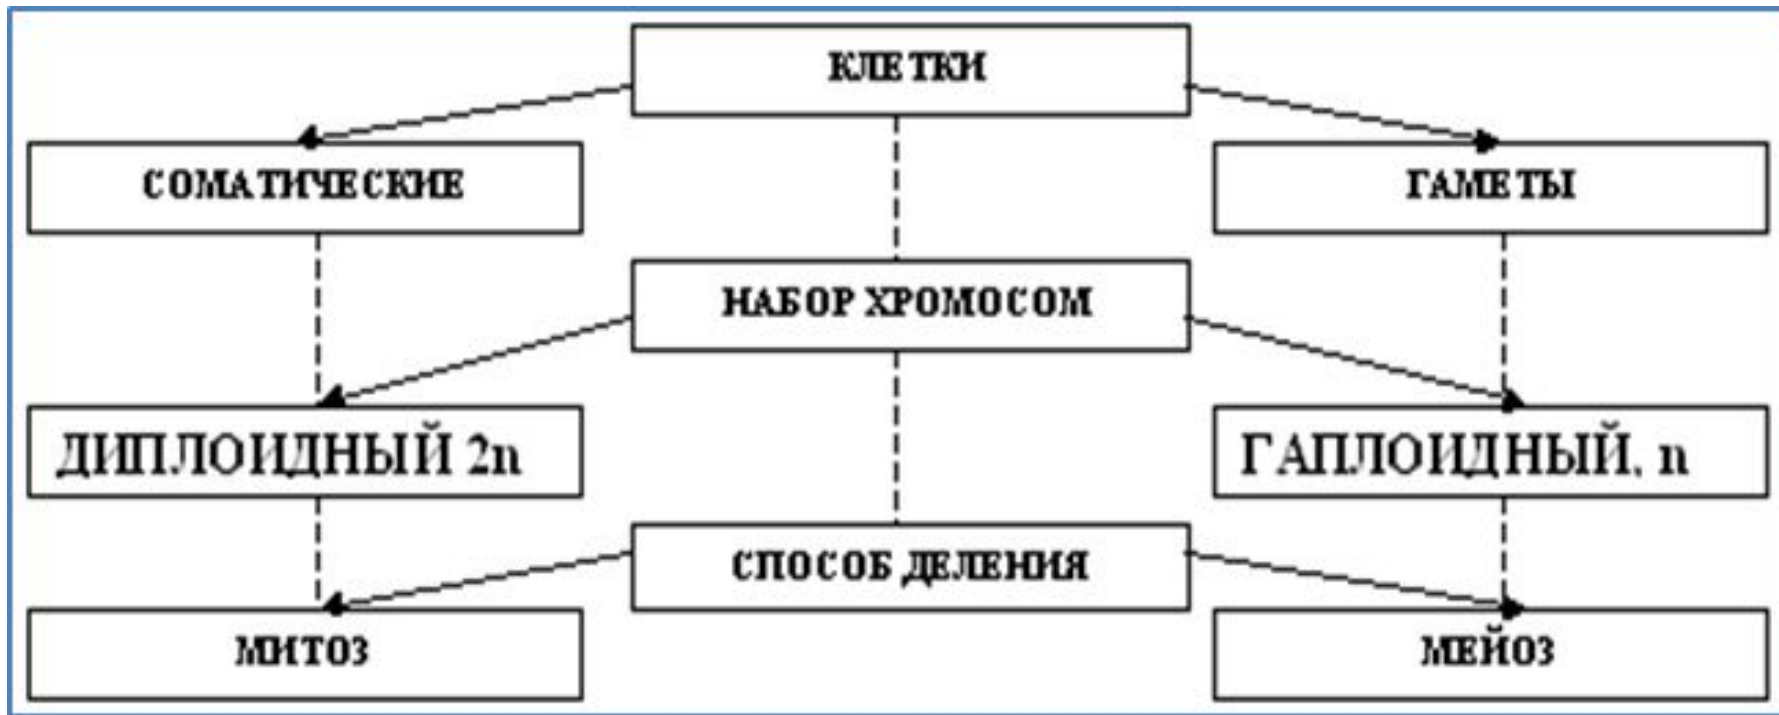 КЛЕТКИ
СОМАТИЧЕСКИЕ
ГАМЕТЫ
НАБОР ХРОМОСОМ
ДИПЛОИДНЫЙ 2n
ГАПЛОИДНЫЙ, n
СПОСОБ ДЕЛЕНИЯ
МИТОЗ
МЕЙОЗ